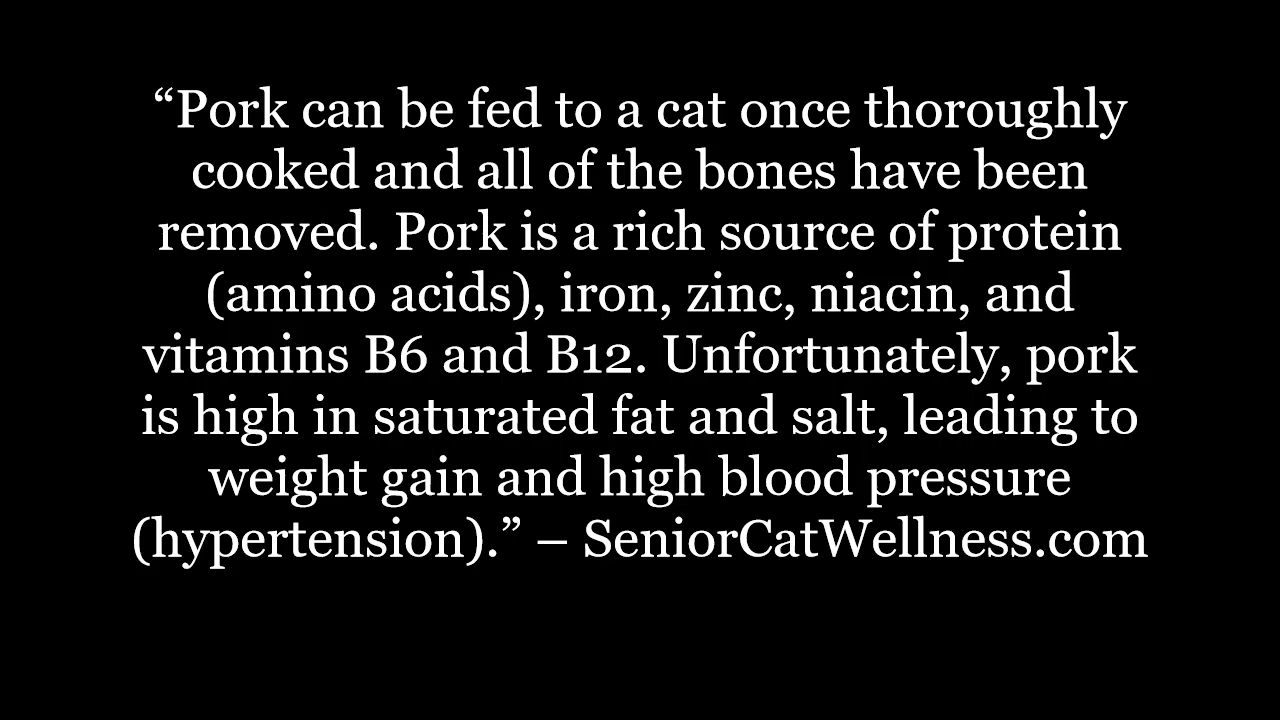 “Pork can be fed to a cat once thoroughly
cooked and all of the bones have been
removed. Pork is a rich source of protein
(amino acids), iron, zinc, niacin, and
vitamins B6 and B12. Unfortunately, pork
is high in saturated fat and salt, leading to
weight gain and high blood pressure
(hypertension).” – SeniorCatWellness.com